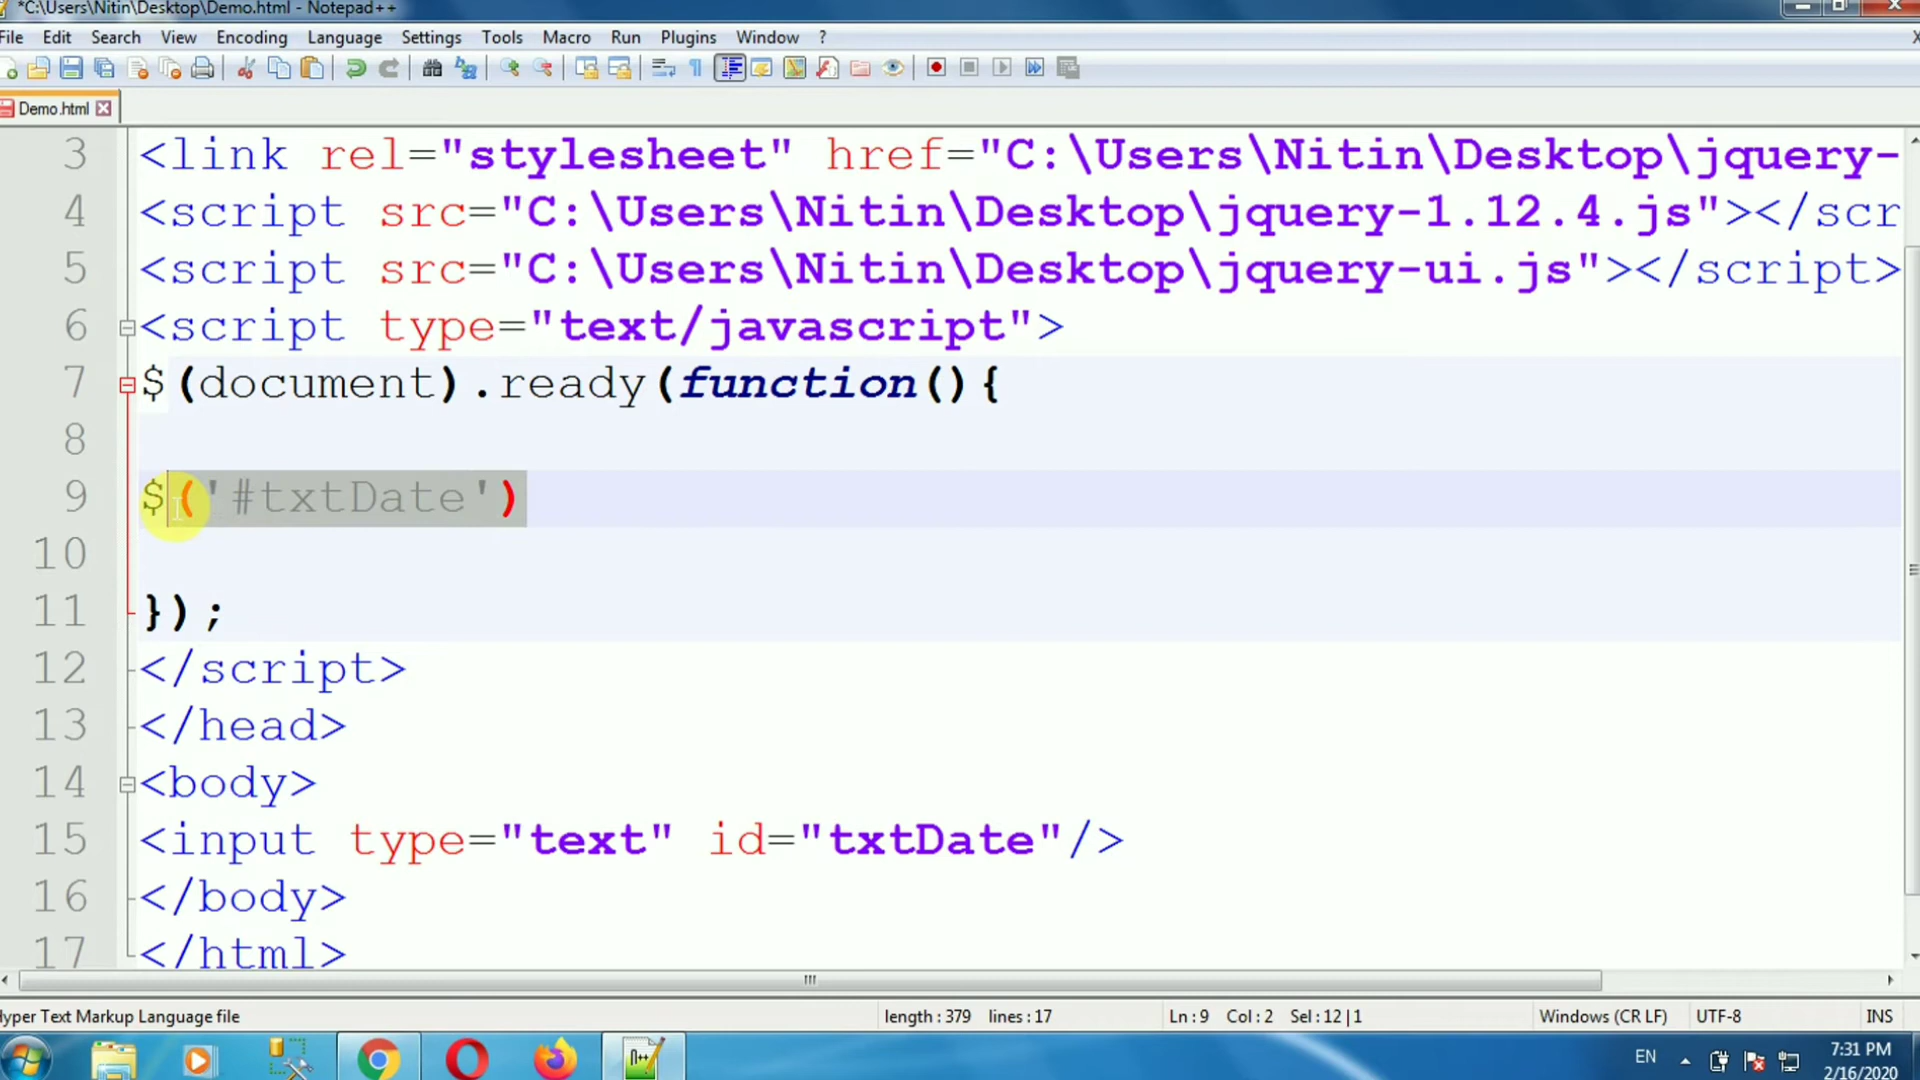 *C:\Users\Nitin\Desktop\Demo.html - Notepad++
File Edit Search View Encoding Language Settings Tools Macro Run Plugins Window ? X
Demo.html
3 <link rel="stylesheet" href="C:\Users\Nitin\Desktop\jquery-
4 <script src="C:\Users\Nitin\Desktop\jquery-1.12.4.js"></scr
5 <script src="C:\Users\Nitin\Desktop\jquery-ui.js"></script>
6 <script type="text/javascript">
7 $(document).ready(function(){
8
9 $('#txtDate')
10
11 });
12 </script>
13 </head>
14 <body>
15 <input type="text" id="txtDate"/>
16 </body>
17 </html>
yper Text Markup Language file length : 379 lines : 17 Ln : 9 Col : 2 Sel : 12 | 1 Windows (CR LF) UTF-8 INS
EN 7:31 PM
2/16/2020